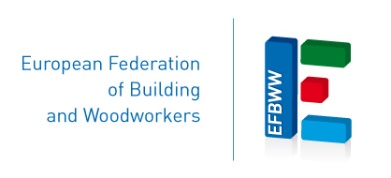 European Federation
of Building
and Woodworkers
EFBWW